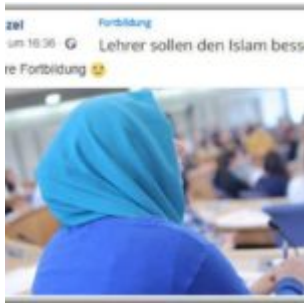 zel
Fortbildung
um 16:36
Lehrer sollen den Islam bess
re Fortbildung